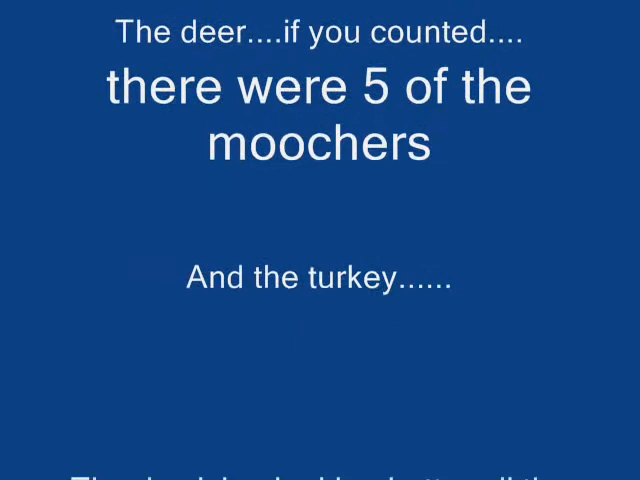 The deer....if you counted....
there were 5 of the
moochers
And the turkey......